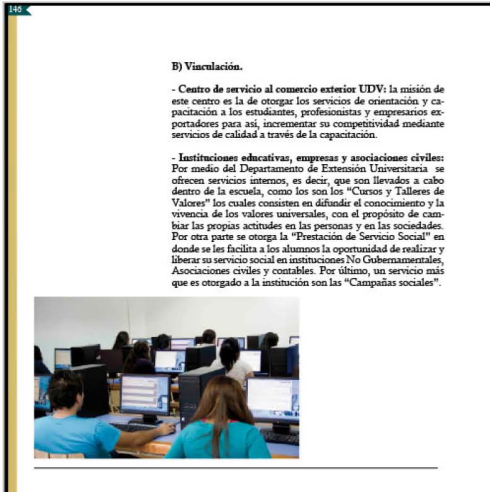 146
B) Vinculación.
- Centro de servicio al comercio exterior UDV: la misión de
este centro es la de otorgar los servicios de orientación y ca-
pacitación a los estudiantes, profesionistas y empresarios ex-
portadores para así, incrementar su competitividad mediante
servicios de calidad a través de la capacitación.
- Instituciones educativas, empresas y asociaciones civiles:
Por medio del Departamento de Extensión Universitaria se
ofrecen servicios internos, es decir, que son llevados a cabo
dentro de la escuela, como los son los “Cursos y Talleres de
Valores” los cuales consisten en difundir el conocimiento y la
vivencia de los valores universales, con el propósito de cam-
biar las propias actitudes en las personas y en las sociedades.
Por otra parte se otorga la “Prestación de Servicio Social” en
donde se les facilita a los alumnos la oportunidad de realizar y
liberar su servicio social en instituciones No Gubernamentales,
Asociaciones civiles y contables. Por último, un servicio más
que es otorgado a la institución son las “Campañas sociales”.